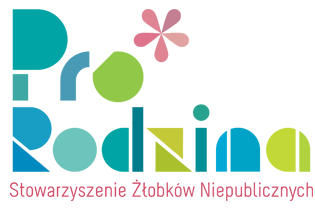 Pro
Rodzina
Stowarzyszenie Żłobków Niepublicznych